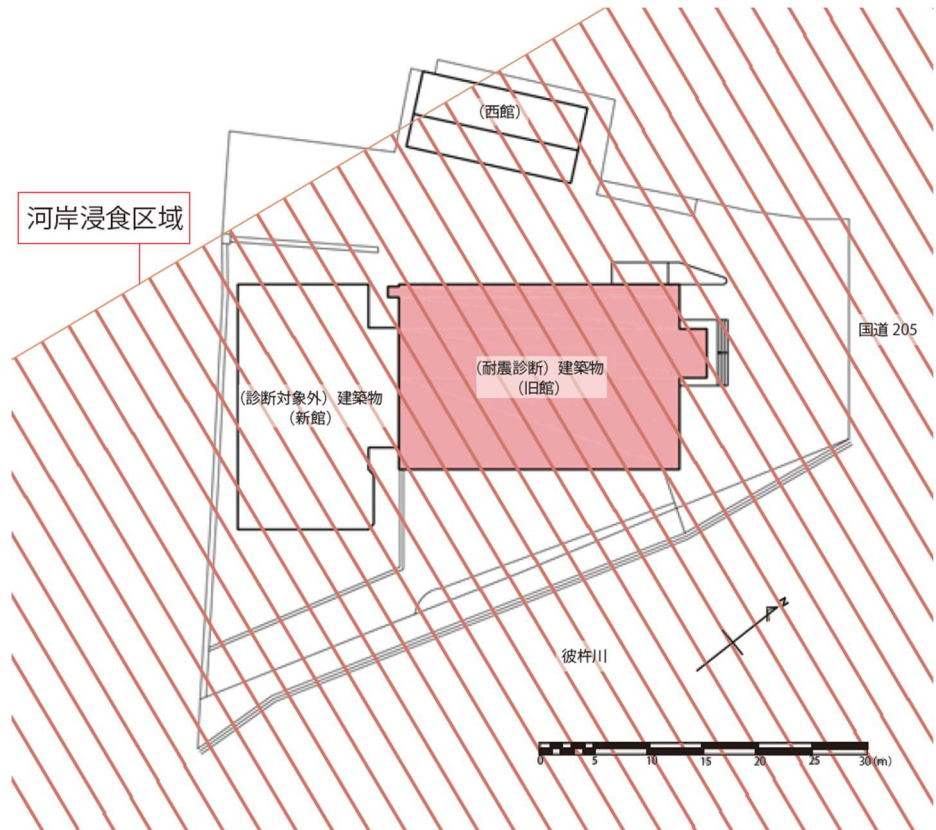 (西館)
河岸浸食区域
国道 205
(耐震診断)建築物
(旧館)
(診断対象外)建築物
(新館)
N
彼杵川
0 5 10 15 20 25 30(m)